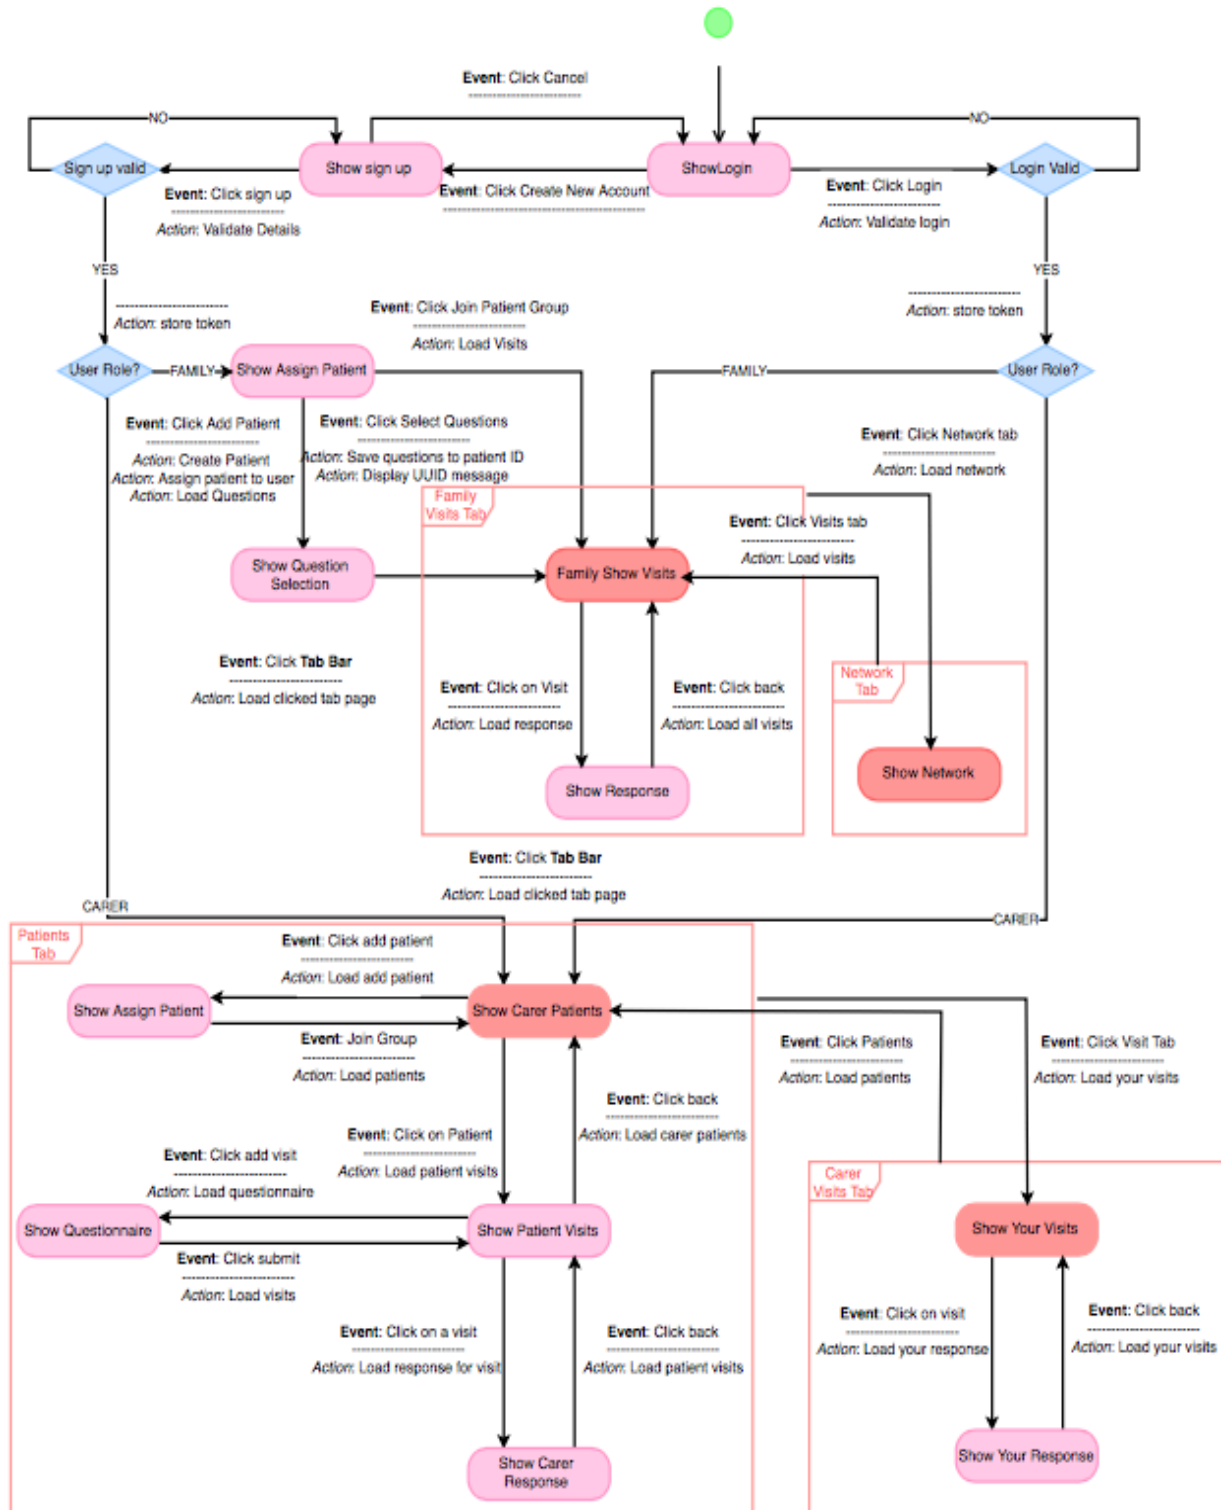 Event: Click Cancel
NO
NO
Sign up valid
Show sign up
ShowLogin
Login Valid
Event: Click sign up
Action: Validate Details
Event: Click Create New Account
Event: Click Login
Action: Validate login
YES
YES
Action: store token
Event: Click Join Patient Group
Action: Load Visits
Action: store token
User Role?
FAMILY
Show Assign Patient
FAMILY
User Role?
Event: Click Add Patient
Action: Create Patient
Action: Assign patient to user
Action: Load Questions
Event: Click Select Questions
Action: Save questions to patient ID
Action: Display UUID message
Event: Click Network tab
Action: Load network
Family
Visits Tab
Event: Click Visits tab
Action: Load visits
Show Question
Selection
Family Show Visits
Event: Click Tab Bar
Action: Load clicked tab page
Event: Click on Visit
Action: Load response
Event: Click back
Action: Load all visits
Network
Tab
Show Network
Show Response
Event: Click Tab Bar
Action: Load clicked tab page
CARER
CARER
Patients
Tab
Event: Click add patient
Action: Load add patient
Show Assign Patient
Show Carer Patients
Event: Join Group
Action: Load patients
Event: Click Patients
Action: Load patients
Event: Click Visit Tab
Action: Load your visits
Event: Click back
Action: Load carer patients
Event: Click on Patient
Action: Load patient visits
Event: Click add visit
Action: Load questionnaire
Carer
Visits Tab
Show Questionnaire
Show Patient Visits
Show Your Visits
Event: Click submit
Action: Load visits
Event: Click on a visit
Action: Load response for visit
Event: Click back
Action: Load patient visits
Event: Click on visit
Action: Load your response
Event: Click back
Action: Load your visits
Show Carer
Response
Show Your Response